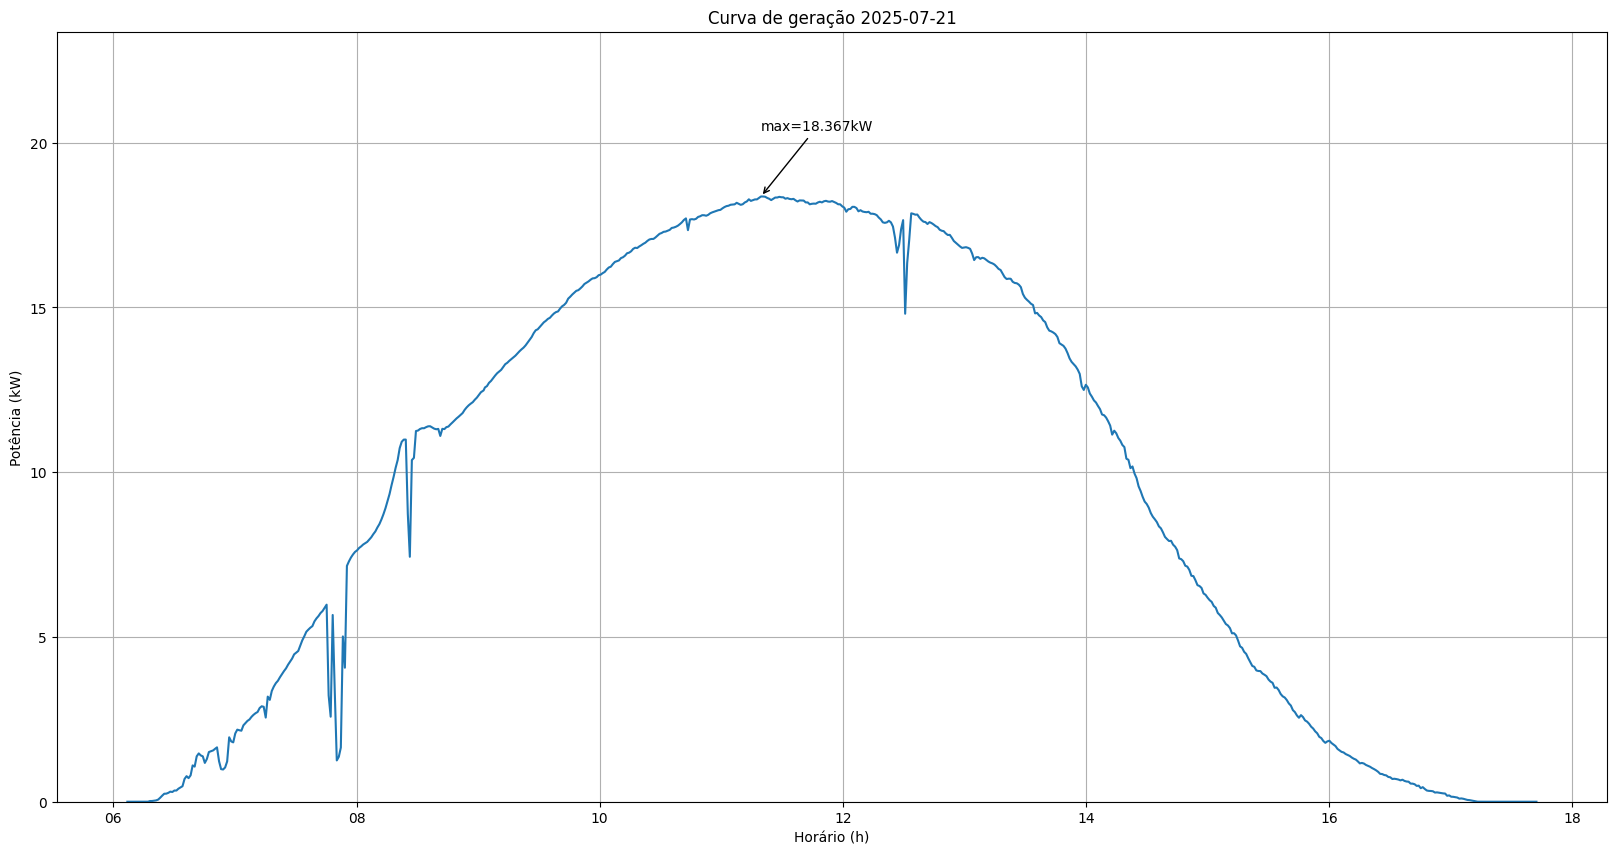 Curva de geração 2025-07-21
max=18.367kW
Potência (kW)
20
15
10
5
0
06 08 10 12 14 16 18
Horário (h)